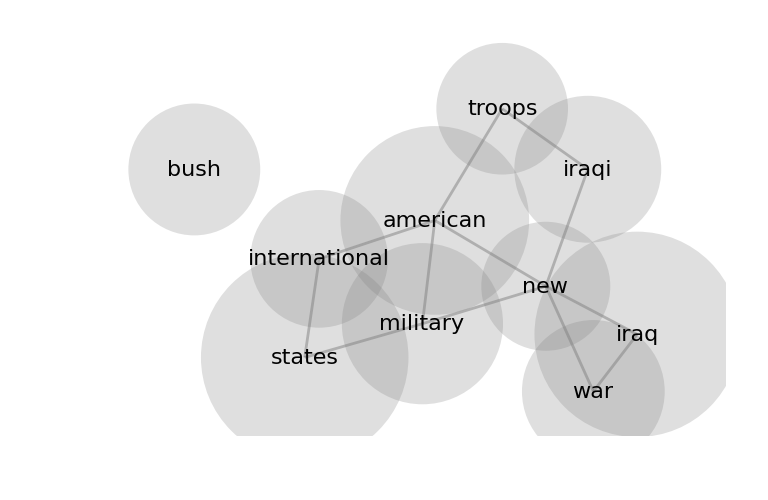 troops
bush
iraqi
american
international
new
military
iraq
states
war